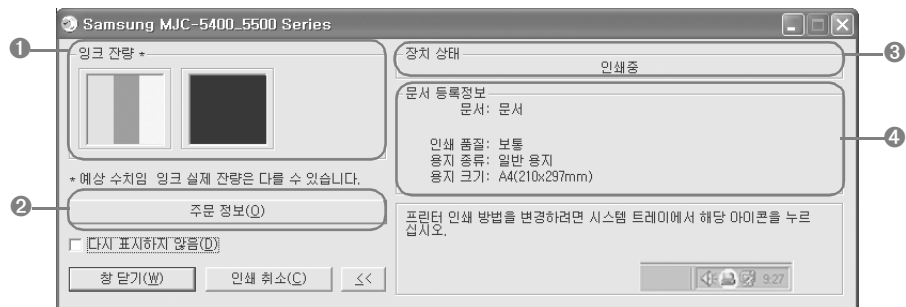 Samsung MJC-5400_5500 Series
❶
잉크 잔량 *
* 예상 수치임 잉크 실제 잔량은 다를 수 있습니다.
❷
주문 정보(O)
다시 표시하지 않음(D)
창 닫기(W)
인쇄 취소(C)
<<
장치 상태
인쇄중
❸
문서 등록정보
문서: 문서
인쇄 품질: 보통
용지 종류: 일반 용지
용지 크기: A4(210x297mm)
❹
프린터 인쇄 방법을 변경하려면 시스템 트레이에서 해당 아이콘을 누르
십시오.
9:27